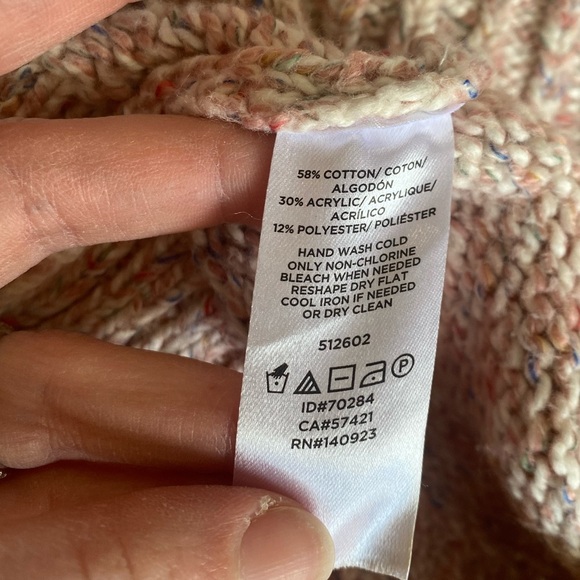 58% COTTON/ COTON/
ALGODÓN
30% ACRYLIC/ ACRYLIQUE/
ACRÍLICO
12% POLYESTER/ POLIÉSTER
HAND WASH COLD
ONLY NON-CHLORINE
BLEACH WHEN NEEDED
RESHAPE DRY FLAT
COOL IRON IF NEEDED
OR DRY CLEAN
512602
P
ID#70284
CA#57421
RN#140923